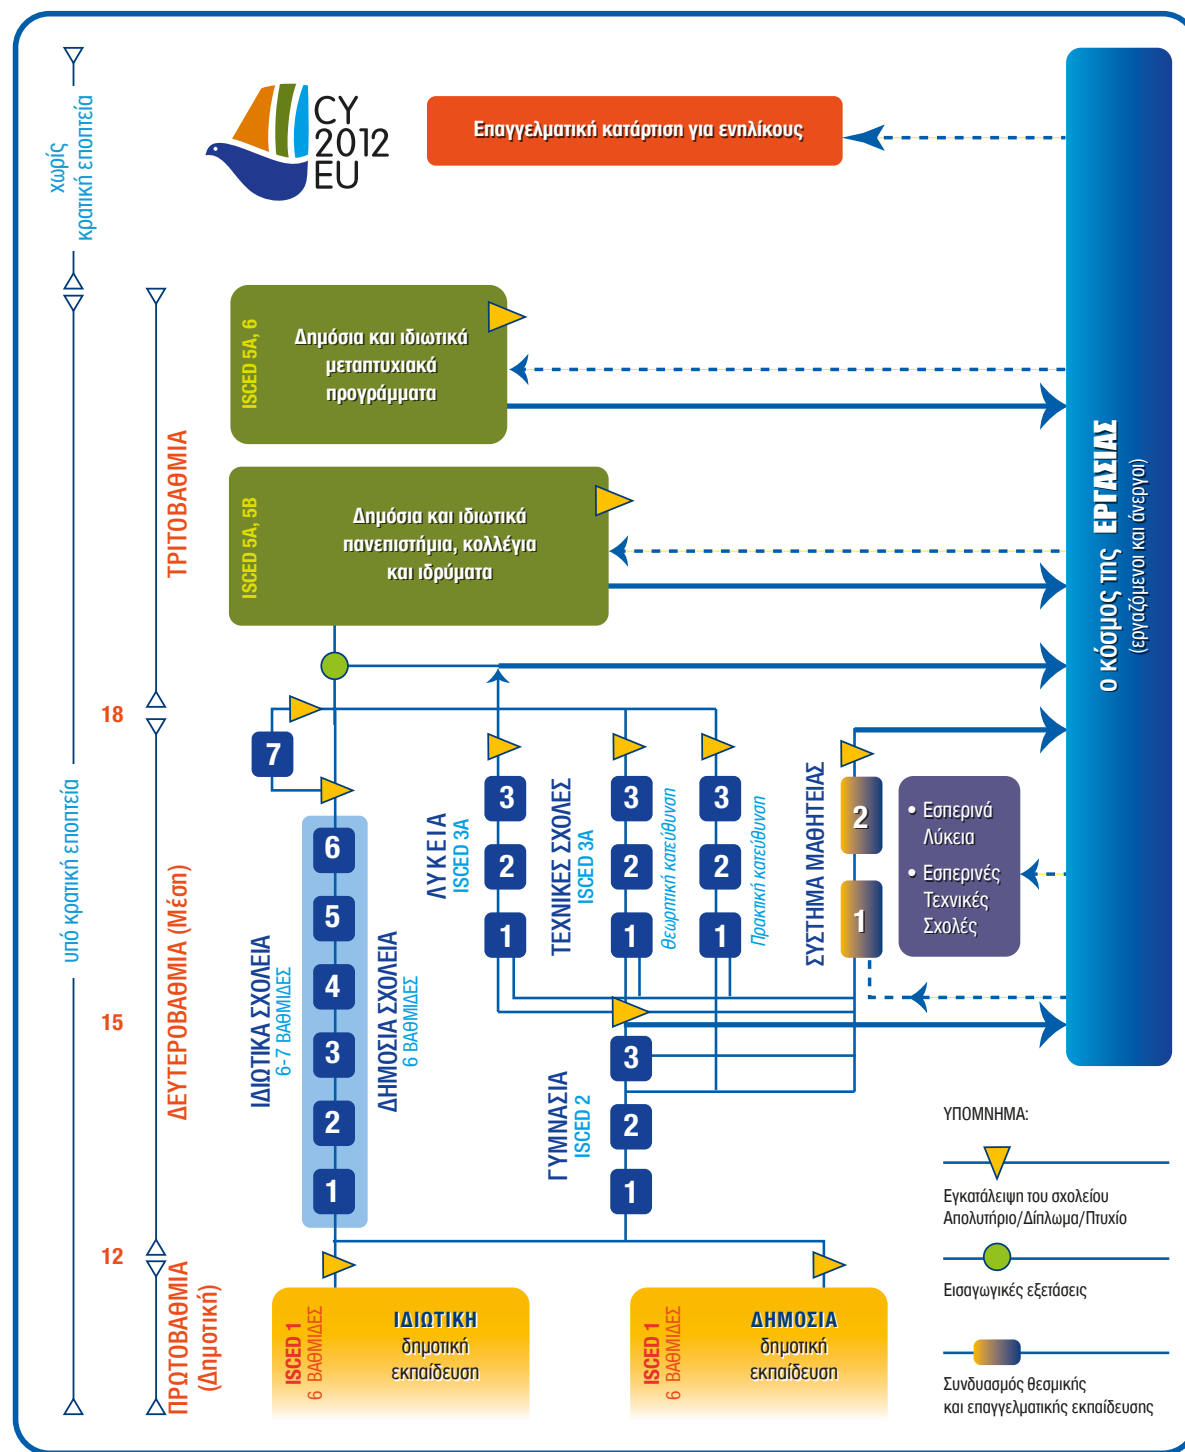 χωρίς
κρατική εποπτεία
υπό κρατική εποπτεία
CY
2012
EU
Επαγγελματική κατάρτιση για ενηλίκους
ISCED 5A, 6
Δημόσια και ιδιωτικά
μεταπτυχιακά
προγράμματα
ΤΡΙΤΟΒΑΘΜΙΑ
ISCED 5A, 5B
Δημόσια και ιδιωτικά
πανεπιστήμια, κολλέγια
και ιδρύματα
ο κόσμος της ΕΡΓΑΣΙΑΣ
(εργαζόμενοι και άνεργοι)
18
ΔΕΥΤΕΡΟΒΑΘΜΙΑ (Μέση)
15
12
7
ΙΔΙΩΤΙΚΑ ΣΧΟΛΕΙΑ
6-7 ΒΑΘΜΙΔΕΣ
6
5
4
3
2
1
ΔΗΜΟΣΙΑ ΣΧΟΛΕΙΑ
6 ΒΑΘΜΙΔΕΣ
ΛΥΚΕΙΑ
ISCED 3A
3
2
1
ΤΕΧΝΙΚΕΣ ΣΧΟΛΕΣ
ISCED 3A
3
2
1
Θεωρητική κατεύθυνση
3
2
1
Πρακτική κατεύθυνση
ΣΥΣΤΗΜΑ ΜΑΘΗΤΕΙΑΣ
2
1
• Εσπερινά
Λύκεια
• Εσπερινές
Τεχνικές
Σχολές
ΓΥΜΝΑΣΙΑ
ISCED 2
3
2
1
ΠΡΩΤΟΒΑΘΜΙΑ
(Δημοτική)
ISCED 1
6 ΒΑΘΜΙΔΕΣ
ΙΔΙΩΤΙΚΗ
δημοτική
εκπαίδευση
ISCED 1
6 ΒΑΘΜΙΔΕΣ
ΔΗΜΟΣΙΑ
δημοτική
εκπαίδευση
ΥΠΟΜΝΗΜΑ:
Εγκατάλειψη του σχολείου
Απολυτήριο/Δίπλωμα/Πτυχίο
Εισαγωγικές εξετάσεις
Συνδυασμός θεσμικής
και επαγγελματικής εκπαίδευσης